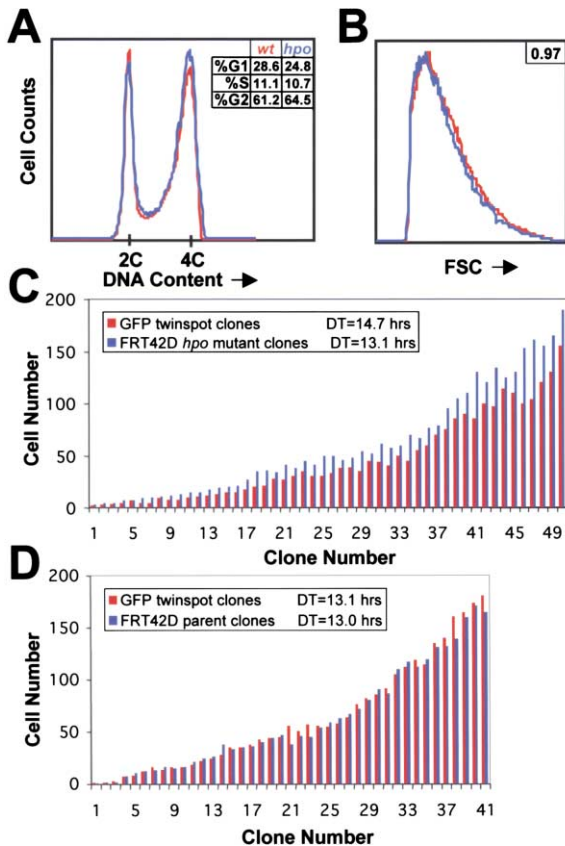 A
wt hpo
%G1 28.6 24.8
%S 11.1 10.7
%G2 61.2 64.5
Cell Counts
2C 4C
DNA Content →
B
0.97
FSC →
C
200
150
100
50
0
Cell Number
GFP twinspot clones DT=14.7 hrs
FRT42D hpo mutant clones DT=13.1 hrs
1 5 9 13 17 21 25 29 33 37 41 45 49
Clone Number
D
200
150
100
50
0
Cell Number
GFP twinspot clones DT=13.1 hrs
FRT42D parent clones DT=13.0 hrs
1 5 9 13 17 21 25 29 33 37 41
Clone Number